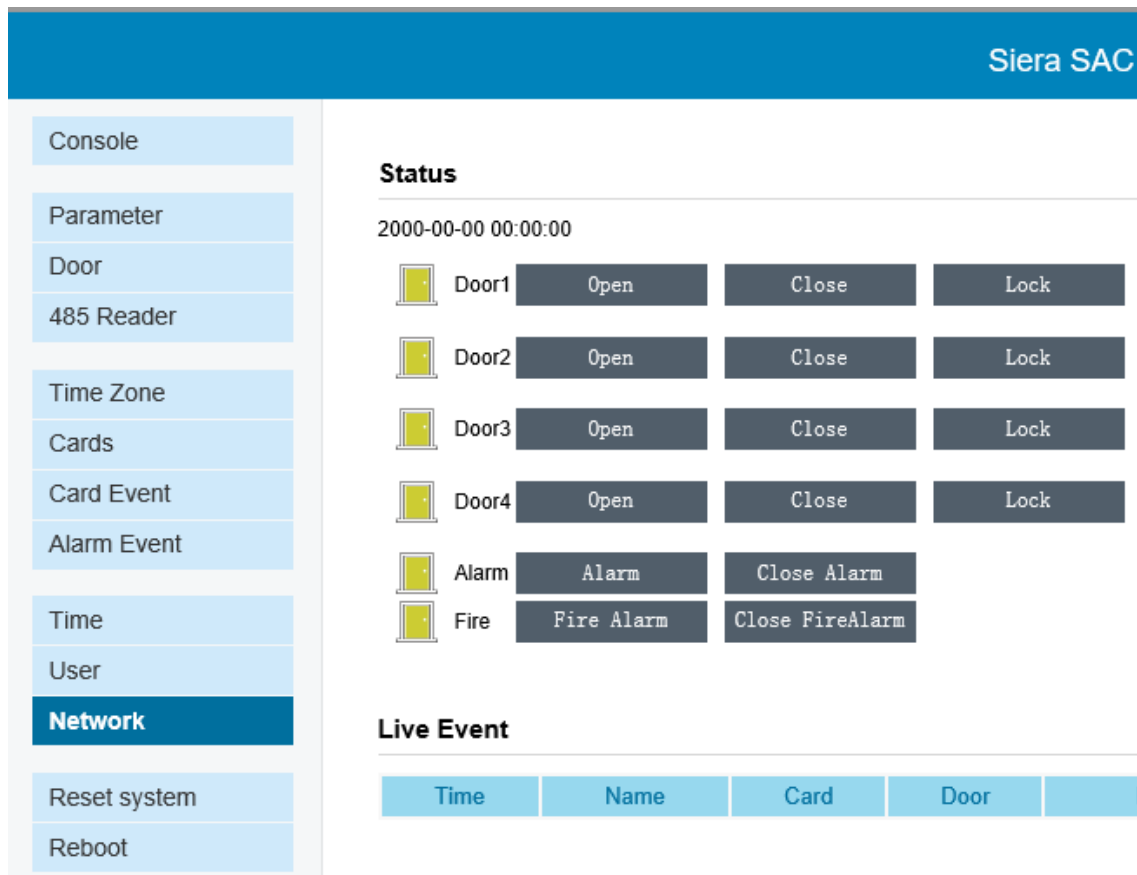 Siera SAC
Console
Parameter
Door
485 Reader
Time Zone
Cards
Card Event
Alarm Event
Time
User
Network
Reset system
Reboot
Status
2000-00-00 00:00:00
Door1 Open Close Lock
Door2 Open Close Lock
Door3 Open Close Lock
Door4 Open Close Lock
Alarm Alarm Close Alarm
Fire Fire Alarm Close FireAlarm
Live Event
Time Name Card Door